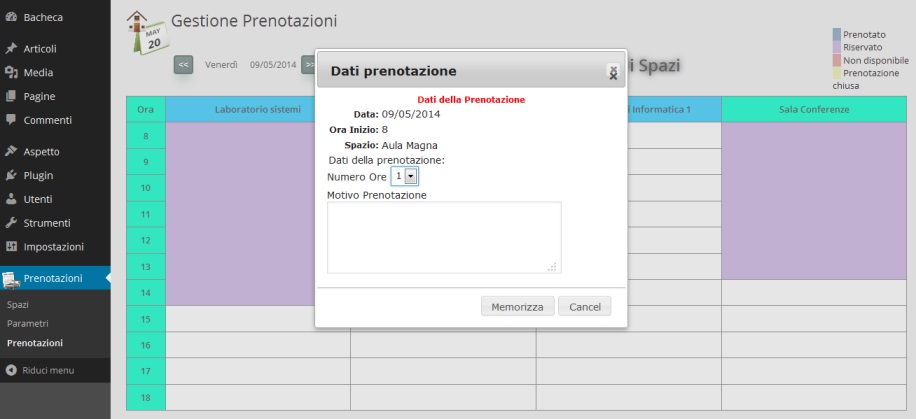 Bacheca
Articoli
Media
Pagine
Commenti
Aspetto
Plugin
Utenti
Strumenti
Impostazioni
Prenotazioni
Spazi
Parametri
Prenotazioni
Riduci menu
MAY
20
Gestione Prenotazioni
<< Venerdì 09/05/2014 >>
i Spazi
Prenotato
Riservato
Non disponibile
Prenotazione
chiusa
Ora Laboratorio sistemi i Informatica 1 Sala Conferenze
8
9
10
11
12
13
14
15
16
17
18
Dati prenotazione
Dati della Prenotazione
Data: 09/05/2014
Ora Inizio: 8
Spazio: Aula Magna
Dati della prenotazione:
Numero Ore 1
Motivo Prenotazione
Memorizza Cancel